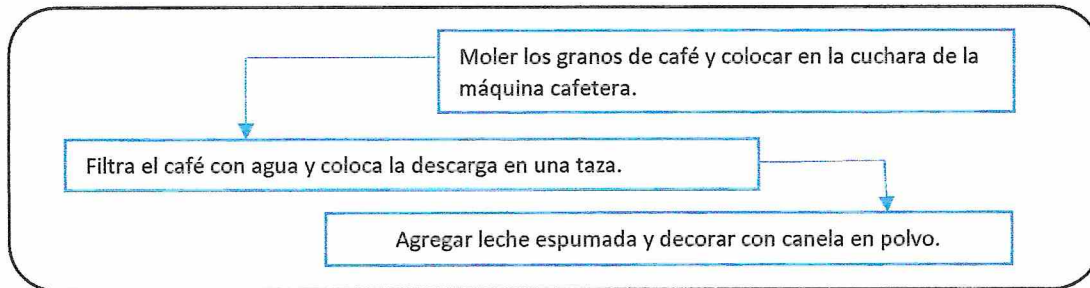 Moler los granos de café y colocar en la cuchara de la
máquina cafetera.
Filtra el café con agua y coloca la descarga en una taza.
Agregar leche espumada y decorar con canela en polvo.